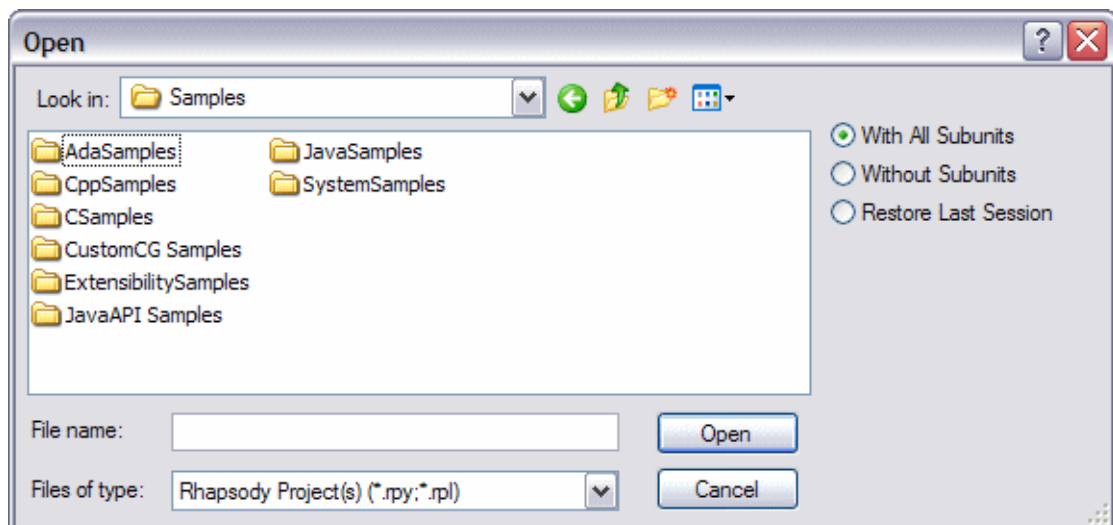 Open
Look in: Samples
AdaSamples
CppSamples
CSamples
CustomCG Samples
ExtensibilitySamples
JavaAPI Samples
JavaSamples
SystemSamples
With All Subunits
Without Subunits
Restore Last Session
File name:
Open
Files of type: Rhapsody Project(s) (*.rpy;*.rpl)
Cancel